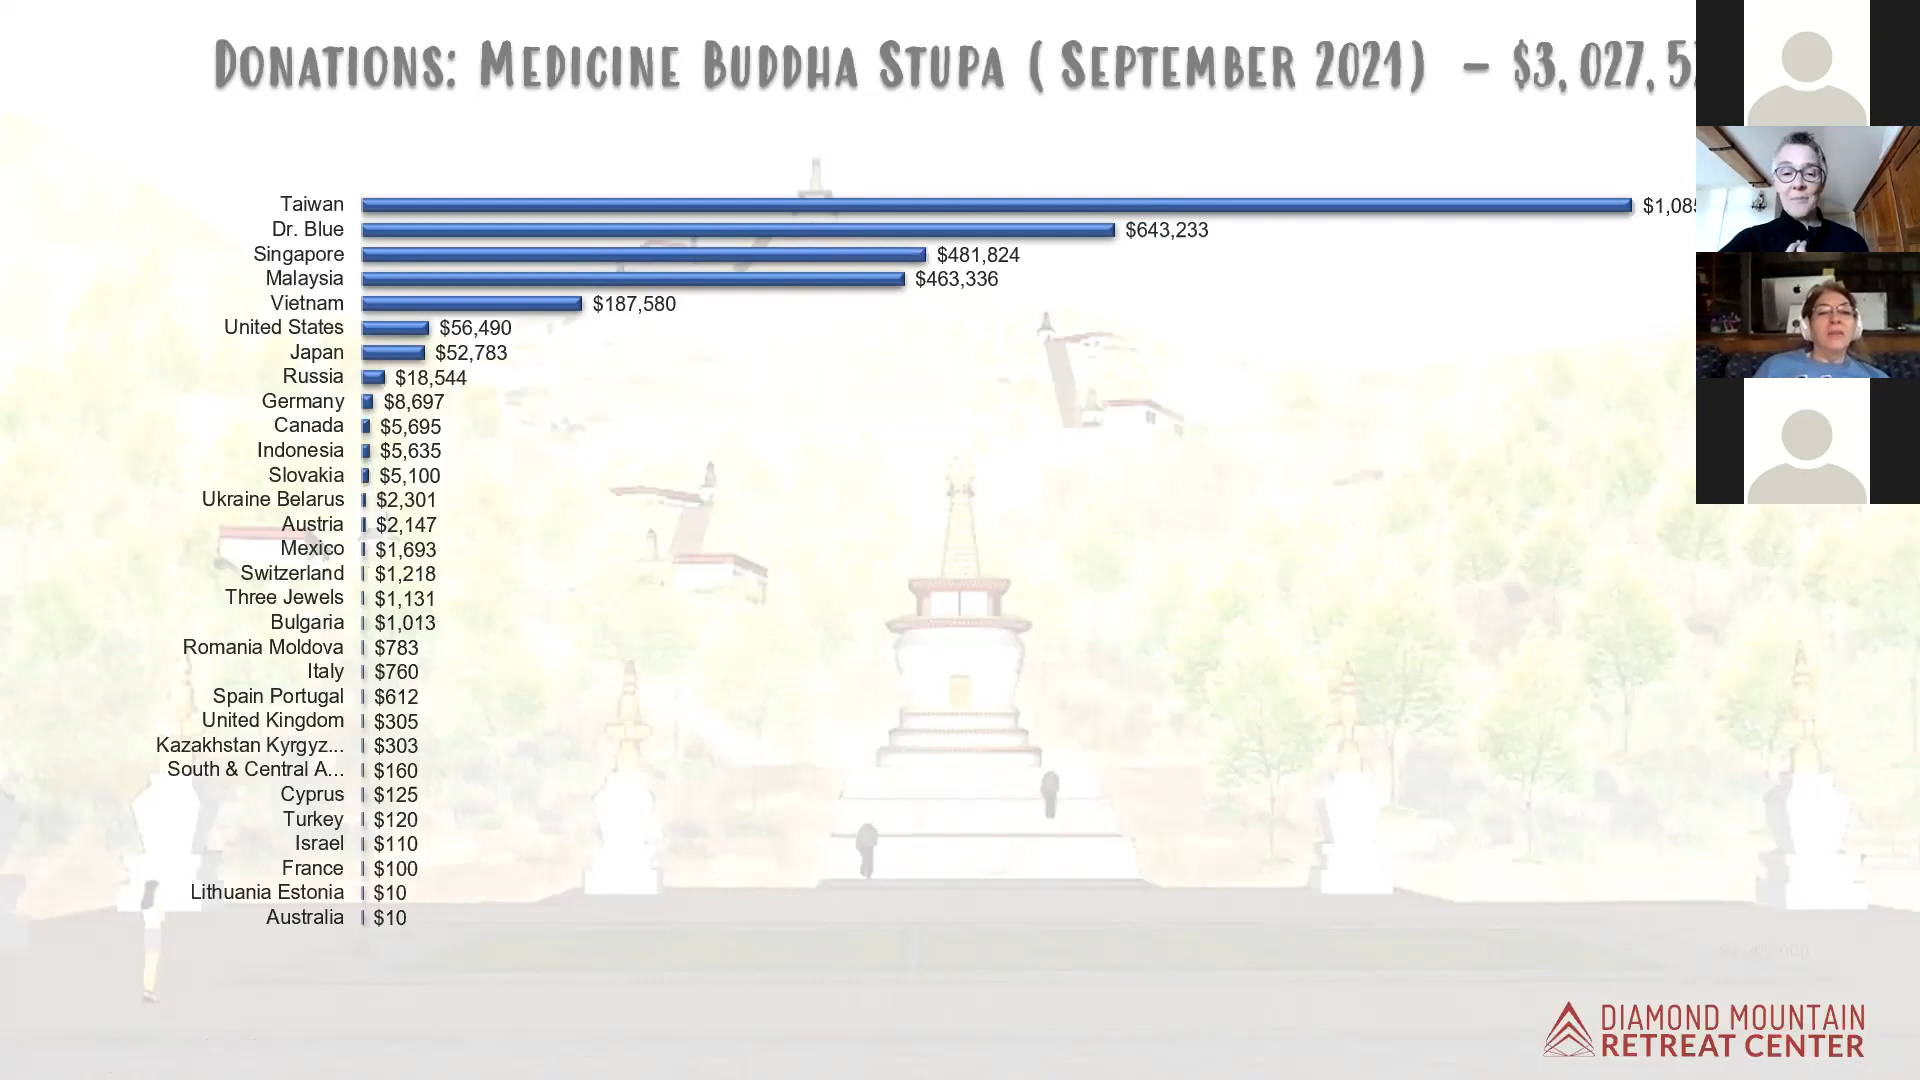 DONATIONS: MEDICINE BUDDHA STUPA ( SEPTEMBER 2021) – $3, 027, 5
Taiwan $1,08
Dr. Blue $643,233
Singapore $481,824
Malaysia $463,336
Vietnam $187,580
United States $56,490
Japan $52,783
Russia $18,544
Germany $8,697
Canada $5,695
Indonesia $5,635
Slovakia $5,100
Ukraine Belarus $2,301
Austria $2,147
Mexico $1,693
Switzerland $1,218
Three Jewels $1,131
Bulgaria $1,013
Romania Moldova $783
Italy $760
Spain Portugal $612
United Kingdom $305
Kazakhstan Kyrgyz... $303
South & Central A... $160
Cyprus $125
Turkey $120
Israel $110
France $100
Lithuania Estonia $10
Australia $10
DIAMOND MOUNTAIN
RETREAT CENTER